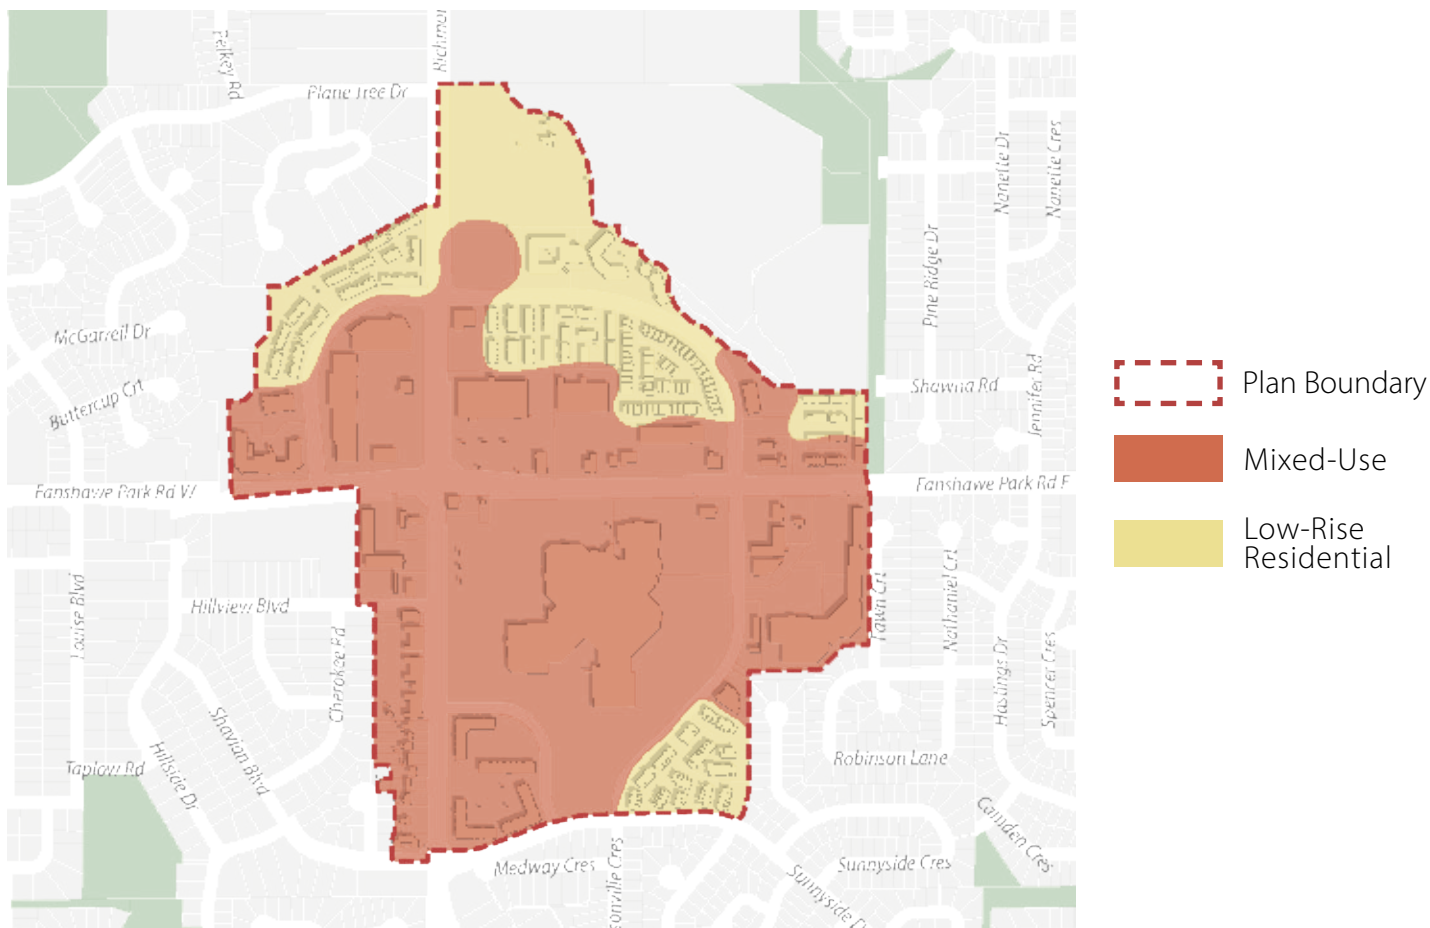 Pelkey Rd
Plane Tree Dr
Nanette Dr
Nanette Cres
Pine Ridge Dr
McGarrell Dr
Buttercup Crt
Shawna Rd
Jennifer Rd
Plan Boundary
Mixed-Use
Low-Rise
Residential
Fanshawe Park Rd W
Fanshawe Park Rd E
Louise Blvd
Hillview Blvd
Cherokee Rd
Fawn Crt
Nathaniel Crt
Hastings Dr
Spencer Cres
Shavian Blvd
Hillside Dr
Taplow Rd
Robinson Lane
Camden Cres
Medway Cres
Sunnyside Cres
Sunnyside Dr